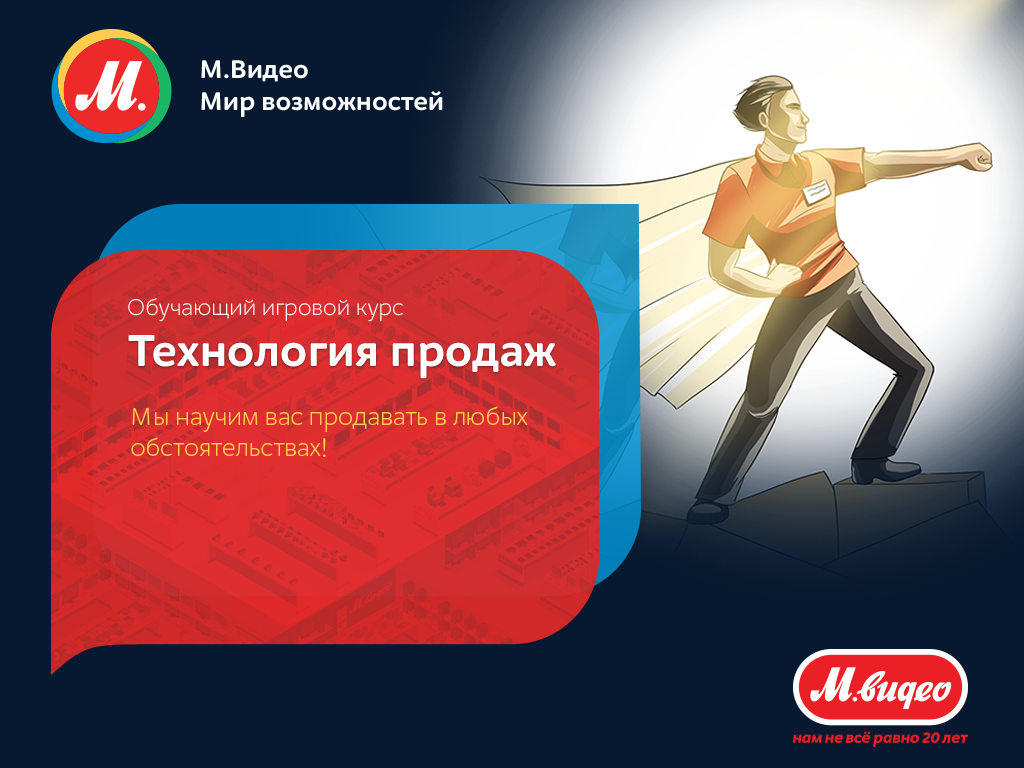 М.
М.Видео
Мир возможностей
Обучающий игровой курс
Технология продаж
Мы научим вас продавать в любых
обстоятельствах!
М.видео
нам не всё равно 20 лет